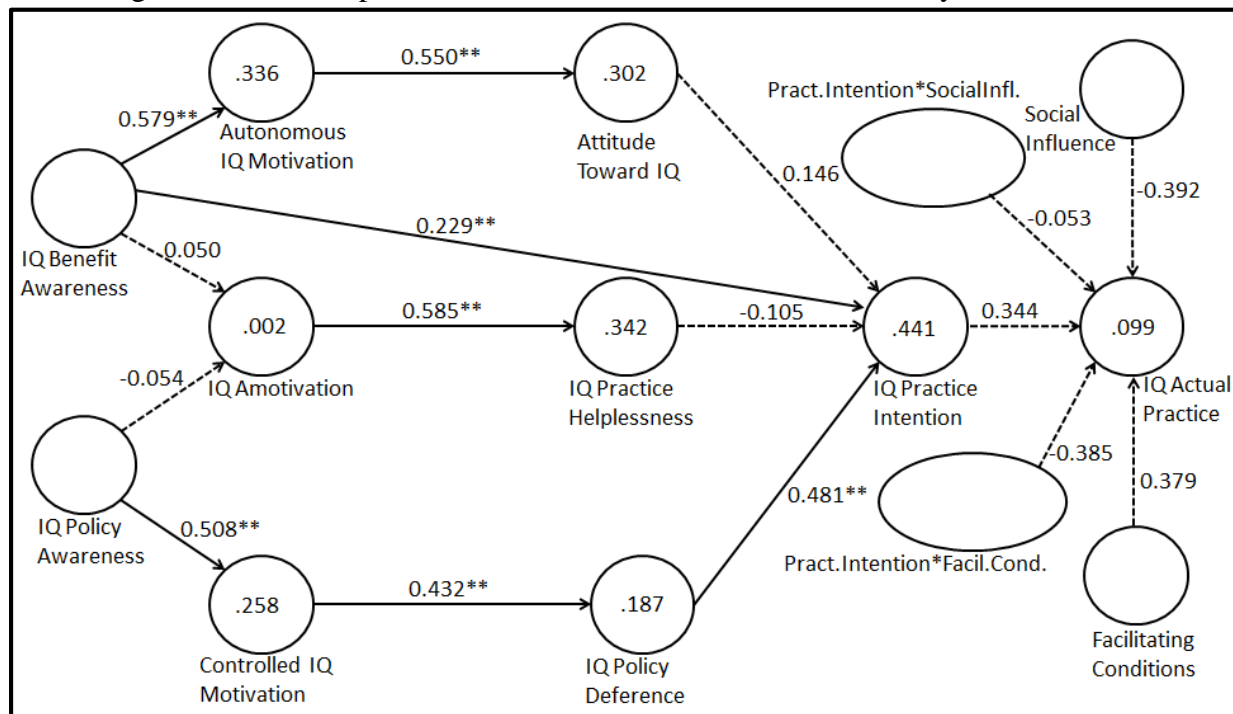 .336
0.550**
.302
Pract.Intention*SocialInfl.
Social
Influence
0.579**
Autonomous
IQ Motivation
Attitude
Toward IQ
0.146
-0.392
0.229**
-0.053
0.050
IQ Benefit
Awareness
.002
0.585**
.342
-0.105
.441
0.344
.099
-0.054
IQ Amotivation
IQ Practice
Helplessness
IQ Practice
Intention
IQ Actual
Practice
-0.385
0.481**
0.379
IQ Policy
Awareness
0.508**
Pract.Intention*Facil.Cond.
.258
0.432**
.187
Controlled IQ
Motivation
IQ Policy
Deference
Facilitating
Conditions